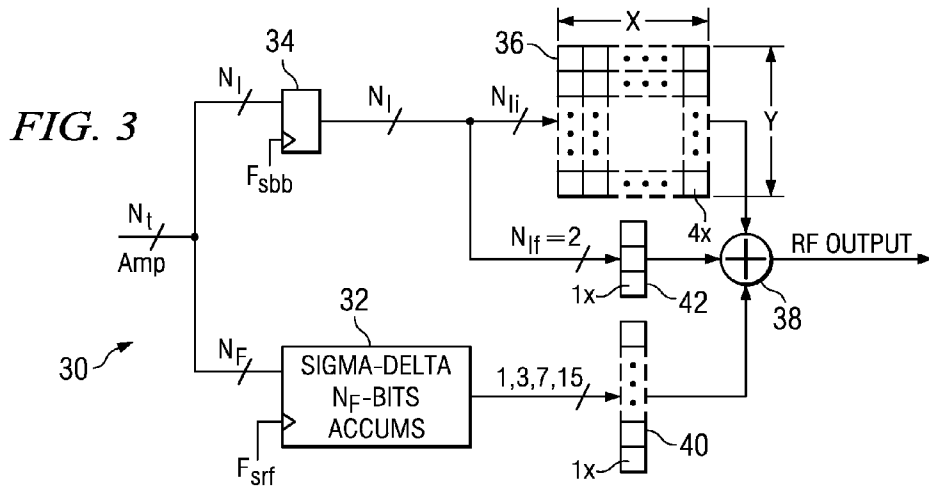 FIG. 3
30
N_t
Amp
N_I
34
F_sbb
N_I
N_Ii
36
X
Y
4x
N_If = 2
1x
42
38
RF OUTPUT
N_F
32
SIGMA-DELTA
N_F-BITS
ACCUMS
F_srf
1,3,7,15
1x
40